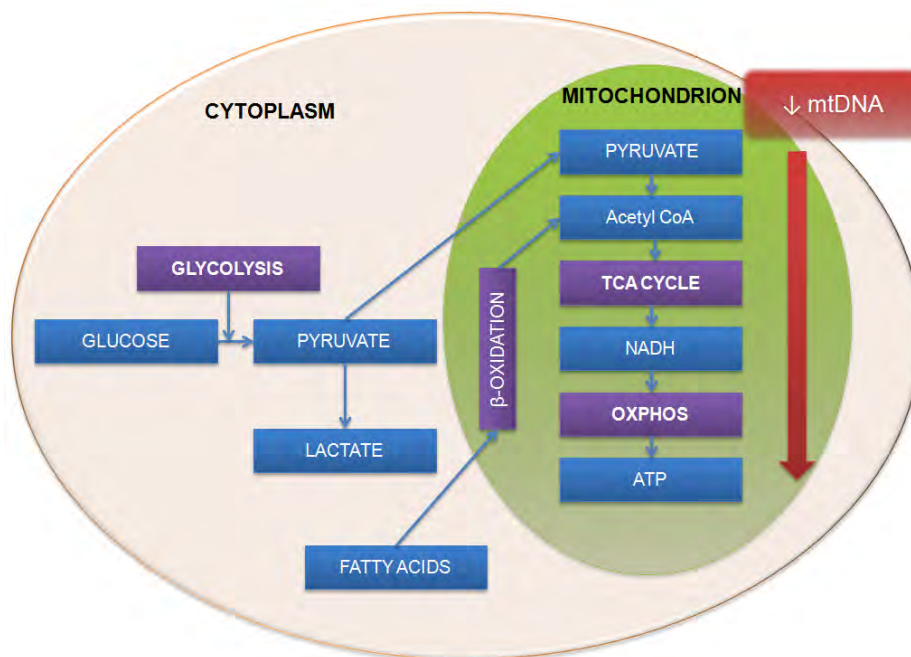 CYTOPLASM
MITOCHONDRION
↓ mtDNA
PYRUVATE
Acetyl CoA
GLYCOLYSIS
TCA CYCLE
GLUCOSE
PYRUVATE
β-OXIDATION
NADH
OXPHOS
LACTATE
ATP
FATTY ACIDS